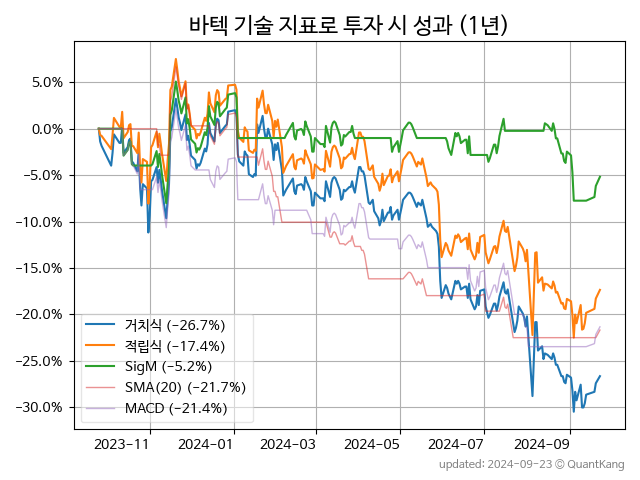 바텍 기술 지표로 투자 시 성과 (1년)
5.0%
0.0%
−5.0%
−10.0%
−15.0%
−20.0%
−25.0%
−30.0%
거치식 (−26.7%)
적립식 (−17.4%)
SigM (−5.2%)
SMA(20) (−21.7%)
MACD (−21.4%)
2023−11
2024−01
2024−03
2024−05
2024−07
2024−09
updated: 2024-09-23 © QuantKang